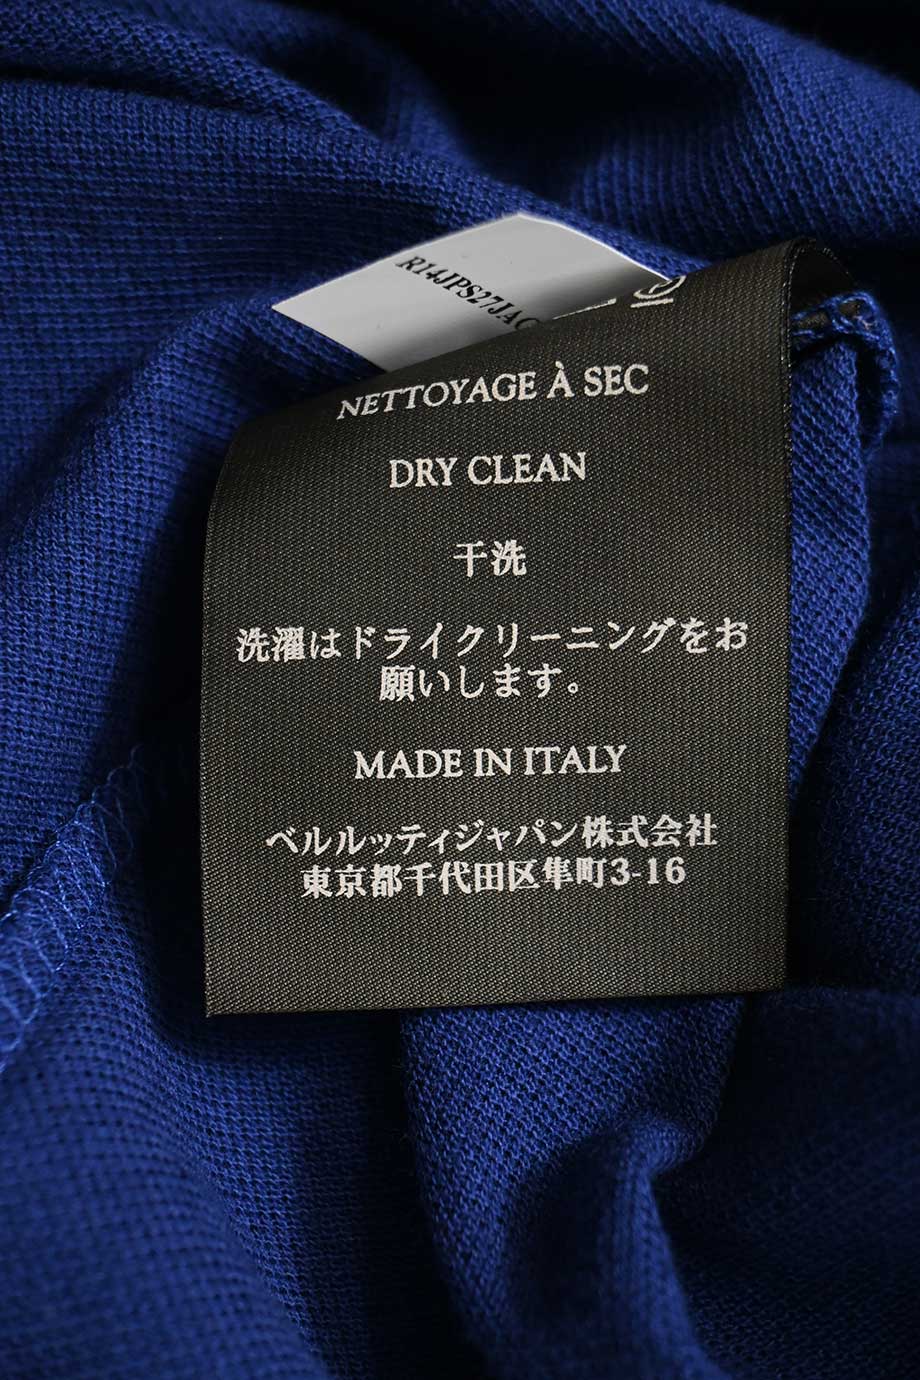 R14JPS27JA
NETTOYAGE À SEC
DRY CLEAN
干洗
洗濯はドライクリーニングをお
願いします。
MADE IN ITALY
ベルルッティジャパン株式会社
東京都千代田区隼町3-16